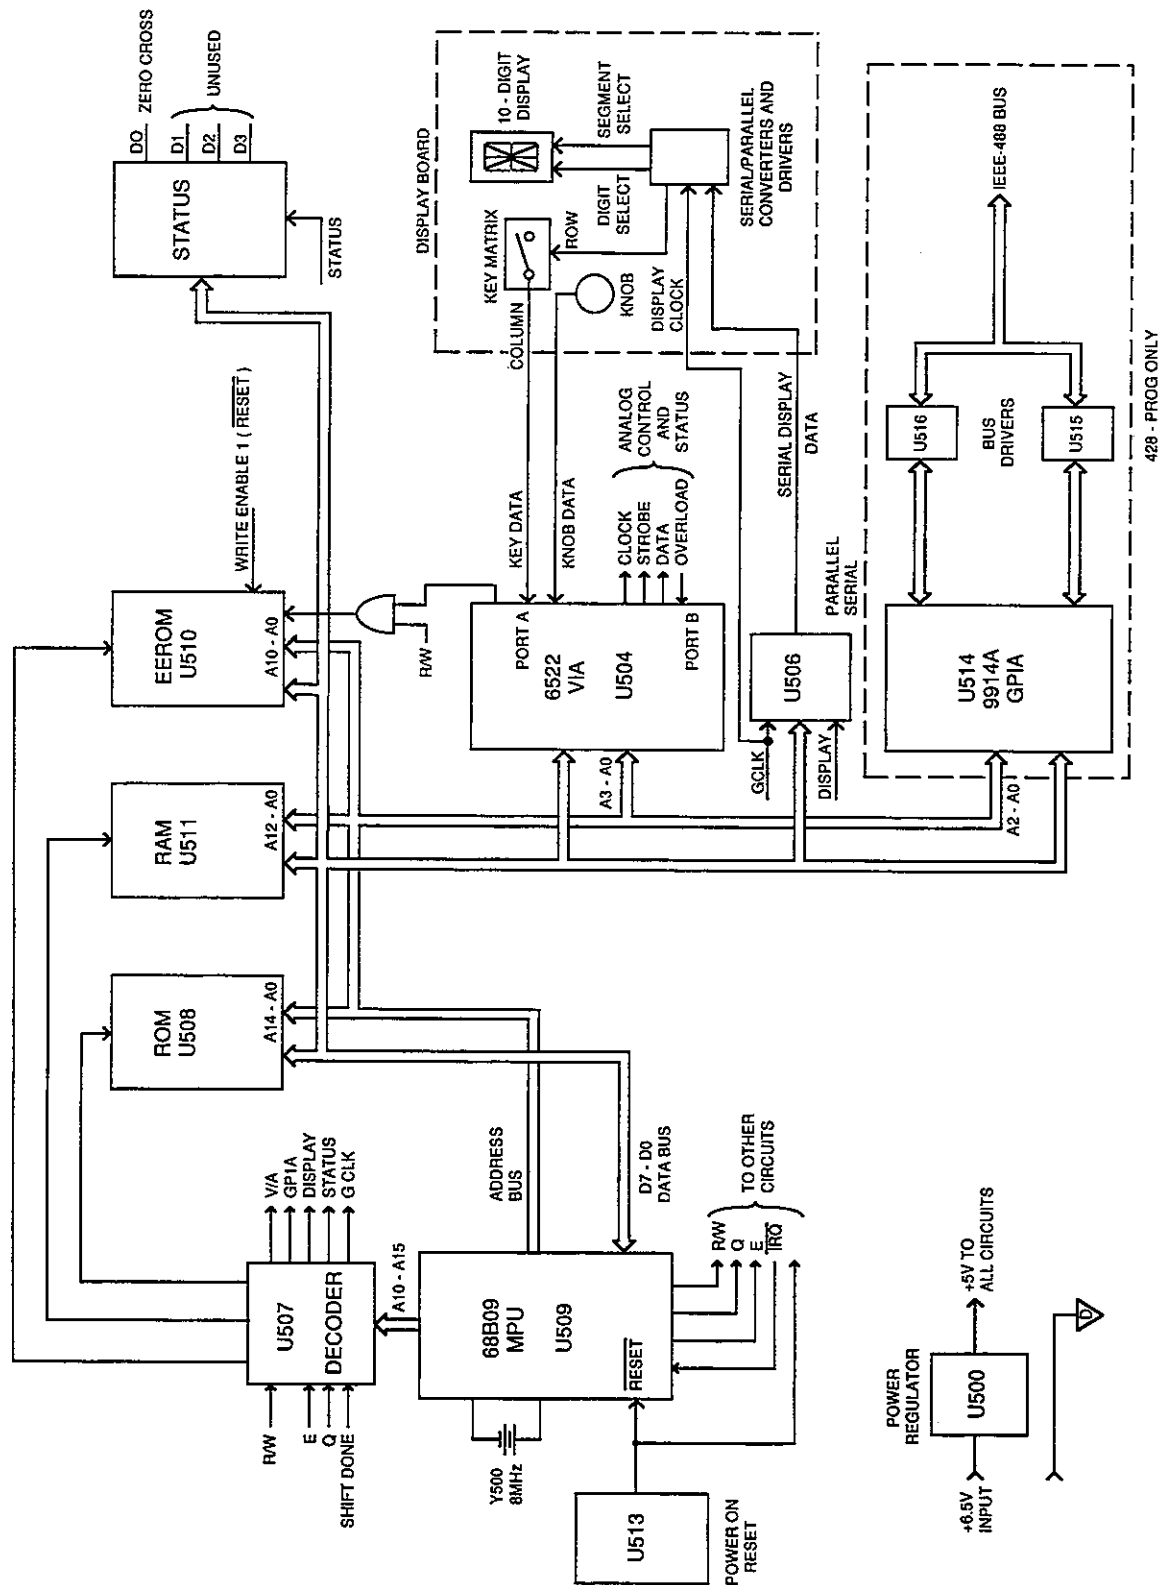 DO ZERO CROSS
D1
D2
D3
UNUSED
STATUS
STATUS
WRITE ENABLE 1 ( RESET )
EEROM
U510
A10 - A0
R/W
RAM
U511
A12 - A0
ROM
U508
A14 - A0
V/A
GP1A
DISPLAY
STATUS
G CLK
U507
DECODER
R/W
E
Q
SHIFT DONE
A10 - A15
ADDRESS
BUS
D7 - D0
DATA BUS
68B09
MPU
U509
RESET
Y500
8MHz
R/W
Q
E
IRQ
TO OTHER
CIRCUITS
U513
POWER ON
RESET
DISPLAY BOARD
10 - DIGIT
DISPLAY
SEGMENT
SELECT
DIGIT
SELECT
SERIAL/PARALLEL
CONVERTERS AND
DRIVERS
KEY MATRIX
ROW
COLUMN
KNOB
DISPLAY
CLOCK
KEY DATA
KNOB DATA
PORT A
6522
VIA
U504
PORT B
CLOCK
STROBE
DATA
OVERLOAD
ANALOG
CONTROL
AND
STATUS
A3 - A0
SERIAL DISPLAY
DATA
PARALLEL
SERIAL
U506
GCLK
DISPLAY
IEEE-488 BUS
U516
BUS
DRIVERS
U515
U514
9914A
GPIA
A2 - A0
428 - PROG ONLY
POWER
REGULATOR
U500
+6.5V
INPUT
+5V TO
ALL CIRCUITS
D